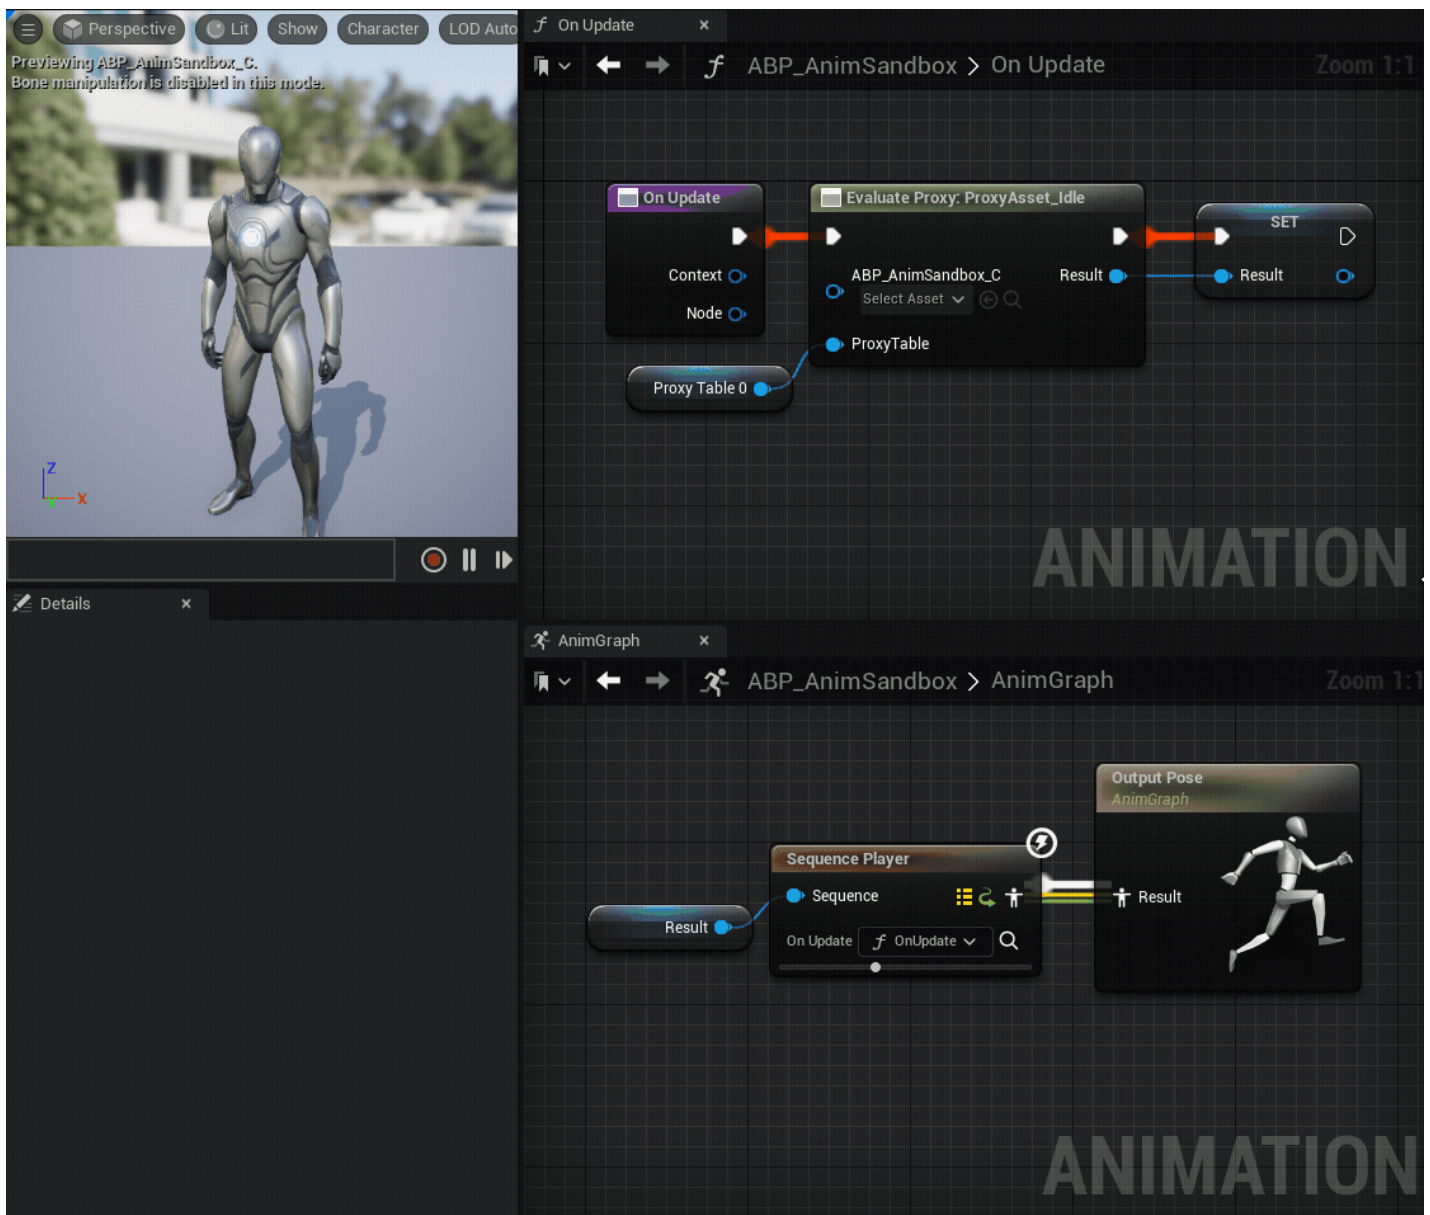 Perspective
Lit
Show
Character
LOD Auto
Previewing ABP_AnimSandbox_C.
Bone manipulation is disabled in this mode.
Z
X
Y
Details
On Update
ABP_AnimSandbox > On Update
Zoom 1:1
On Update
Context
Node
Evaluate Proxy: ProxyAsset_Idle
ABP_AnimSandbox_C
Select Asset
ProxyTable
Result
SET
Result
Proxy Table 0
ANIMATION
AnimGraph
ABP_AnimSandbox > AnimGraph
Zoom 1:1
Output Pose
AnimGraph
Result
Sequence Player
Sequence
On Update
OnUpdate
Result
ANIMATION